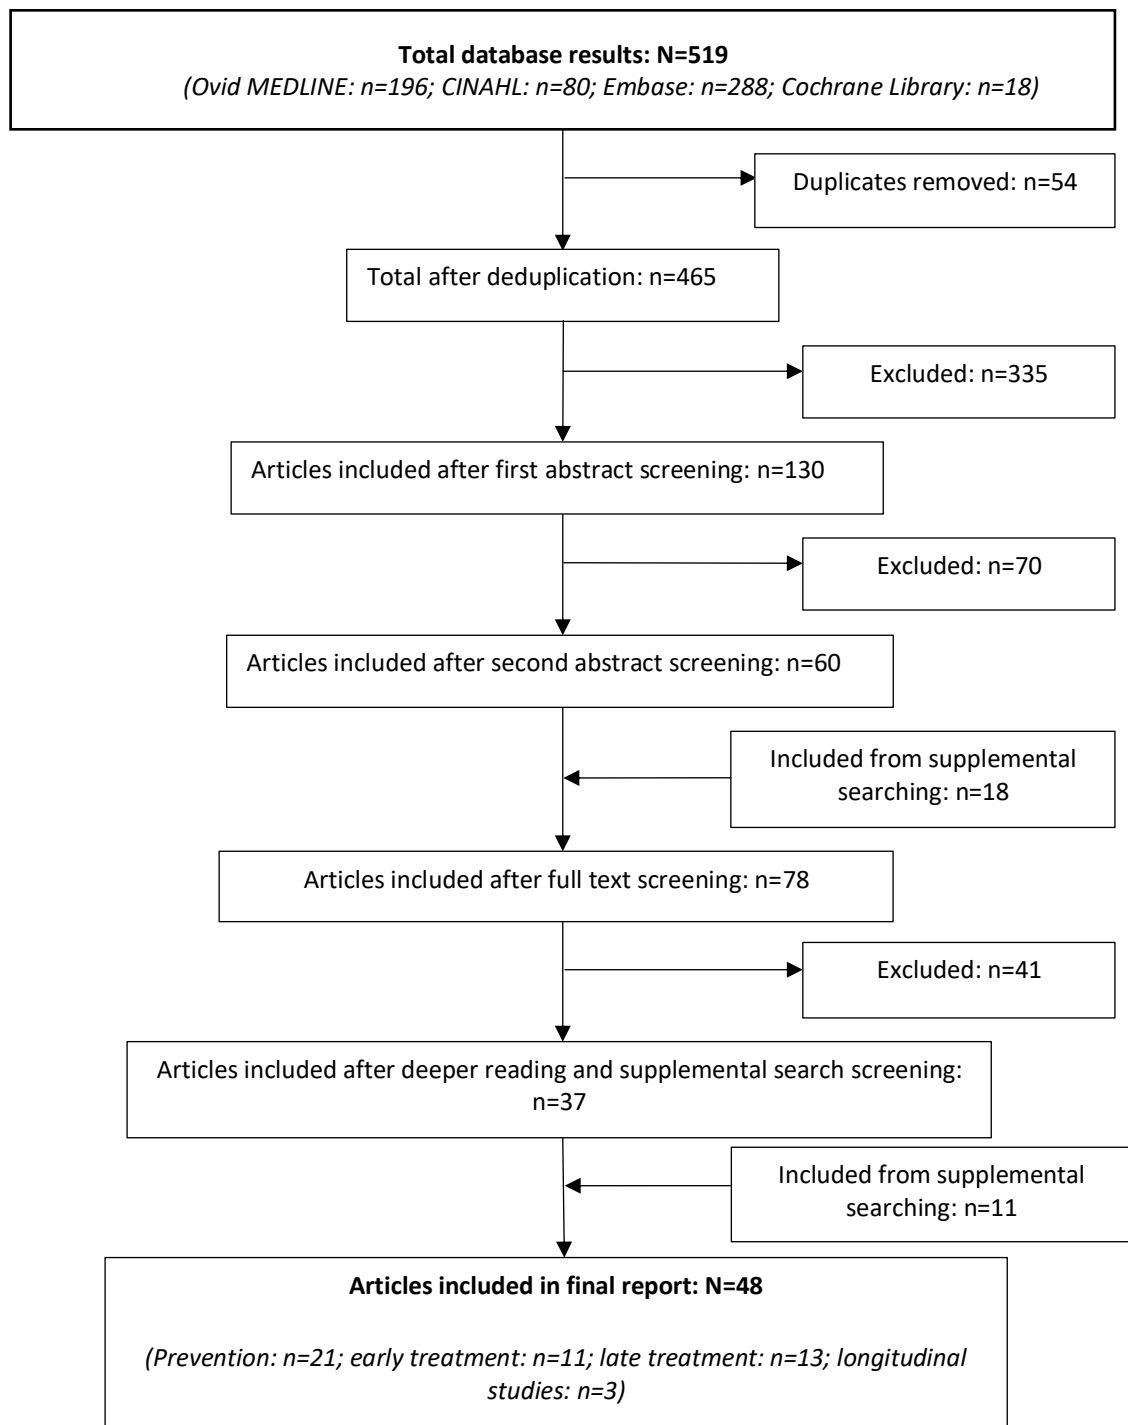 Total database results: N=519
(Ovid MEDLINE: n=196; CINAHL: n=80; Embase: n=288; Cochrane Library: n=18)
Duplicates removed: n=54
Total after deduplication: n=465
Excluded: n=335
Articles included after first abstract screening: n=130
Excluded: n=70
Articles included after second abstract screening: n=60
Included from supplemental
searching: n=18
Articles included after full text screening: n=78
Excluded: n=41
Articles included after deeper reading and supplemental search screening:
n=37
Included from supplemental
searching: n=11
Articles included in final report: N=48
(Prevention: n=21; early treatment: n=11; late treatment: n=13; longitudinal
studies: n=3)